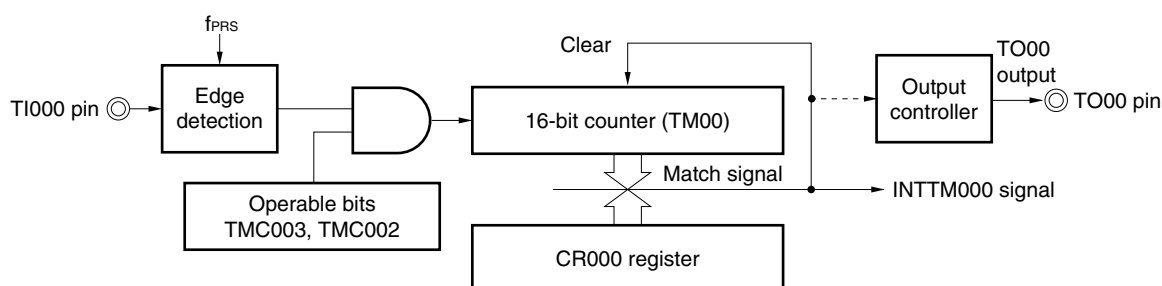 fPRS
Clear
TO00
output
TI000 pin
Edge
detection
16-bit counter (TM00)
Output
controller
TO00 pin
Match signal
INTTM000 signal
Operable bits
TMC003, TMC002
CR000 register